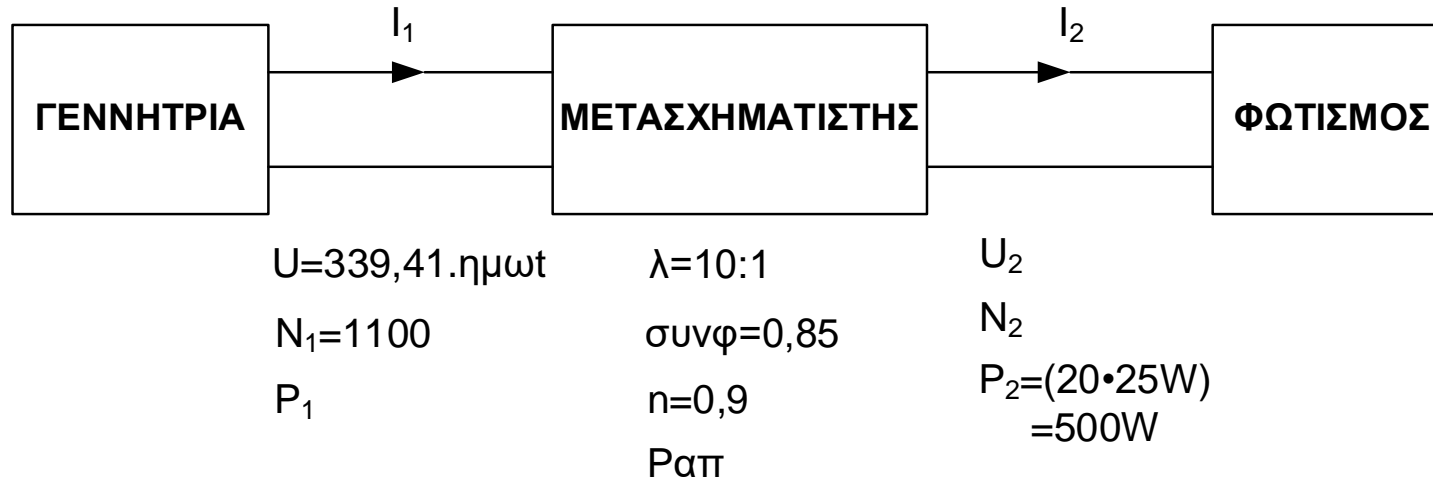 I₁
I₂
ΓΕΝΝΗΤΡΙΑ
ΜΕΤΑΣΧΗΜΑΤΙΣΤΗΣ
ΦΩΤΙΣΜΟΣ
U=339,41.ημωt
N₁=1100
P₁
λ=10:1
συνφ=0,85
n=0,9
Pαπ
U₂
N₂
P₂=(20•25W)
=500W